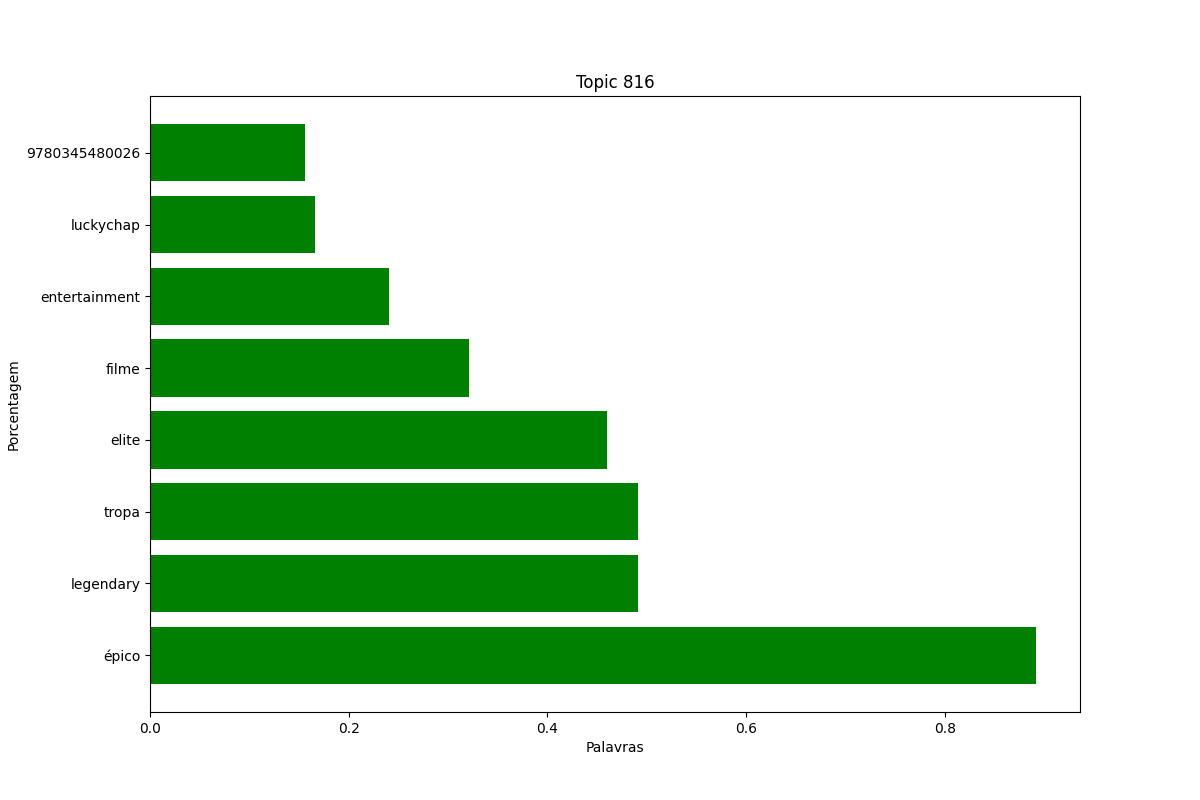 Topic 816
9780345480026
luckychap
entertainment
filme
elite
tropa
legendary
épico
Porcentagem
0.0 0.2 0.4 0.6 0.8
Palavras